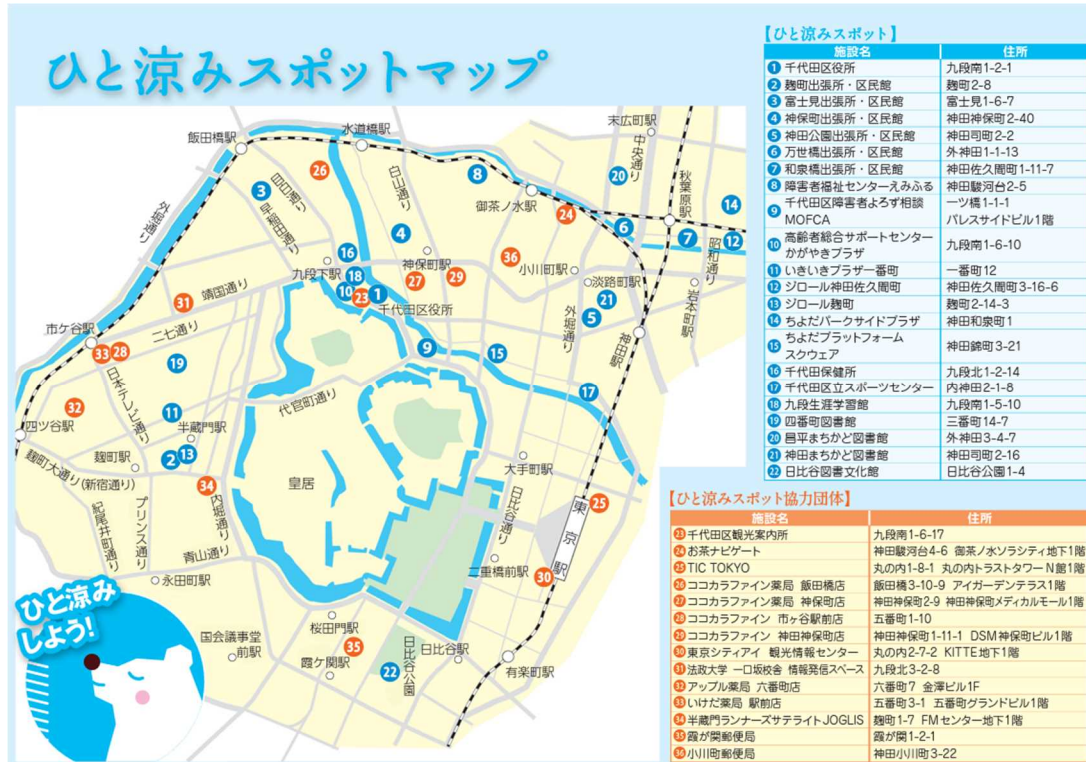 ひと涼みスポットマップ
飯田橋駅
水道橋駅
末広町駅
中央通り
秋葉原駅
昭和通り
外堀通り
目白通り
早稲田通り
白山通り
御茶ノ水駅
九段下駅
神保町駅
小川町駅
淡路町駅
岩本町駅
靖国通り
千代田区役所
外堀通り
神田駅
市ケ谷駅
二七通り
日本テレビ通り
代官町通り
四ツ谷駅
半蔵門駅
麹町駅
麹町大通り(新宿通り)
大手町駅
皇居
日比谷通り
東京駅
プリンス通り
内堀通り
紀尾井町通り
青山通り
二重橋前駅
永田町駅
桜田門駅
国会議事堂
前駅
霞ケ関駅
日比谷公園
日比谷駅
有楽町駅
ひと涼み
しよう!
1
2
3
4
5
6
7
8
9
10
11
12
13
14
15
16
17
18
19
20
21
22
23
24
25
26
27
28
29
30
31
32
33
34
35
36
【ひと涼みスポット】
施設名 住所
1 千代田区役所 九段南1-2-1
2 麹町出張所・区民館 麹町2-8
3 富士見出張所・区民館 富士見1-6-7
4 神保町出張所・区民館 神田神保町2-40
5 神田公園出張所・区民館 神田司町2-2
6 万世橋出張所・区民館 外神田1-1-13
7 和泉橋出張所・区民館 神田佐久間町1-11-7
8 障害者福祉センターえみふる 神田駿河台2-5
9 千代田区障害者よろず相談 一ツ橋1-1-1
MOFCA パレスサイドビル1階
10 高齢者総合サポートセンター 九段南1-6-10
かがやきプラザ
11 いきいきプラザ一番町 一番町12
12 ジロール神田佐久間町 神田佐久間町3-16-6
13 ジロール麹町 麹町2-14-3
14 ちよだパークサイドプラザ 神田和泉町1
15 ちよだプラットフォーム 神田錦町3-21
スクウェア
16 千代田保健所 九段北1-2-14
17 千代田区立スポーツセンター 内神田2-1-8
18 九段生涯学習館 九段南1-5-10
19 四番町図書館 三番町14-7
20 昌平まちかど図書館 外神田3-4-7
21 神田まちかど図書館 神田司町2-16
22 日比谷図書文化館 日比谷公園1-4
【ひと涼みスポット協力団体】
施設名 住所
23 千代田区観光案内所 九段南1-6-17
24 お茶ナビゲート 神田駿河台4-6 御茶ノ水ソラシティ地下1階
25 TIC TOKYO 丸の内1-8-1 丸の内トラストタワーN館1階
26 ココカラファイン薬局 飯田橋店 飯田橋3-10-9 アイガーデンテラス1階
27 ココカラファイン薬局 神保町店 神田神保町2-9 神田神保町メディカルモール1階
28 ココカラファイン 市ヶ谷駅前店 五番町1-10
29 ココカラファイン 神田神保町店 神田神保町1-11-1 DSM神保町ビル1階
30 東京シティアイ 観光情報センター 丸の内2-7-2 KITTE地下1階
31 法政大学 一口坂校舎 情報発信スペース 九段北3-2-8
32 アップル薬局 六番町店 六番町7 金澤ビル1F
33 いけだ薬局 駅前店 五番町3-1 五番町グランドビル1階
34 半蔵門ランナーズサテライトJOGLIS 麹町1-7 FMセンター地下1階
35 霞が関郵便局 霞が関1-2-1
36 小川町郵便局 神田小川町3-22